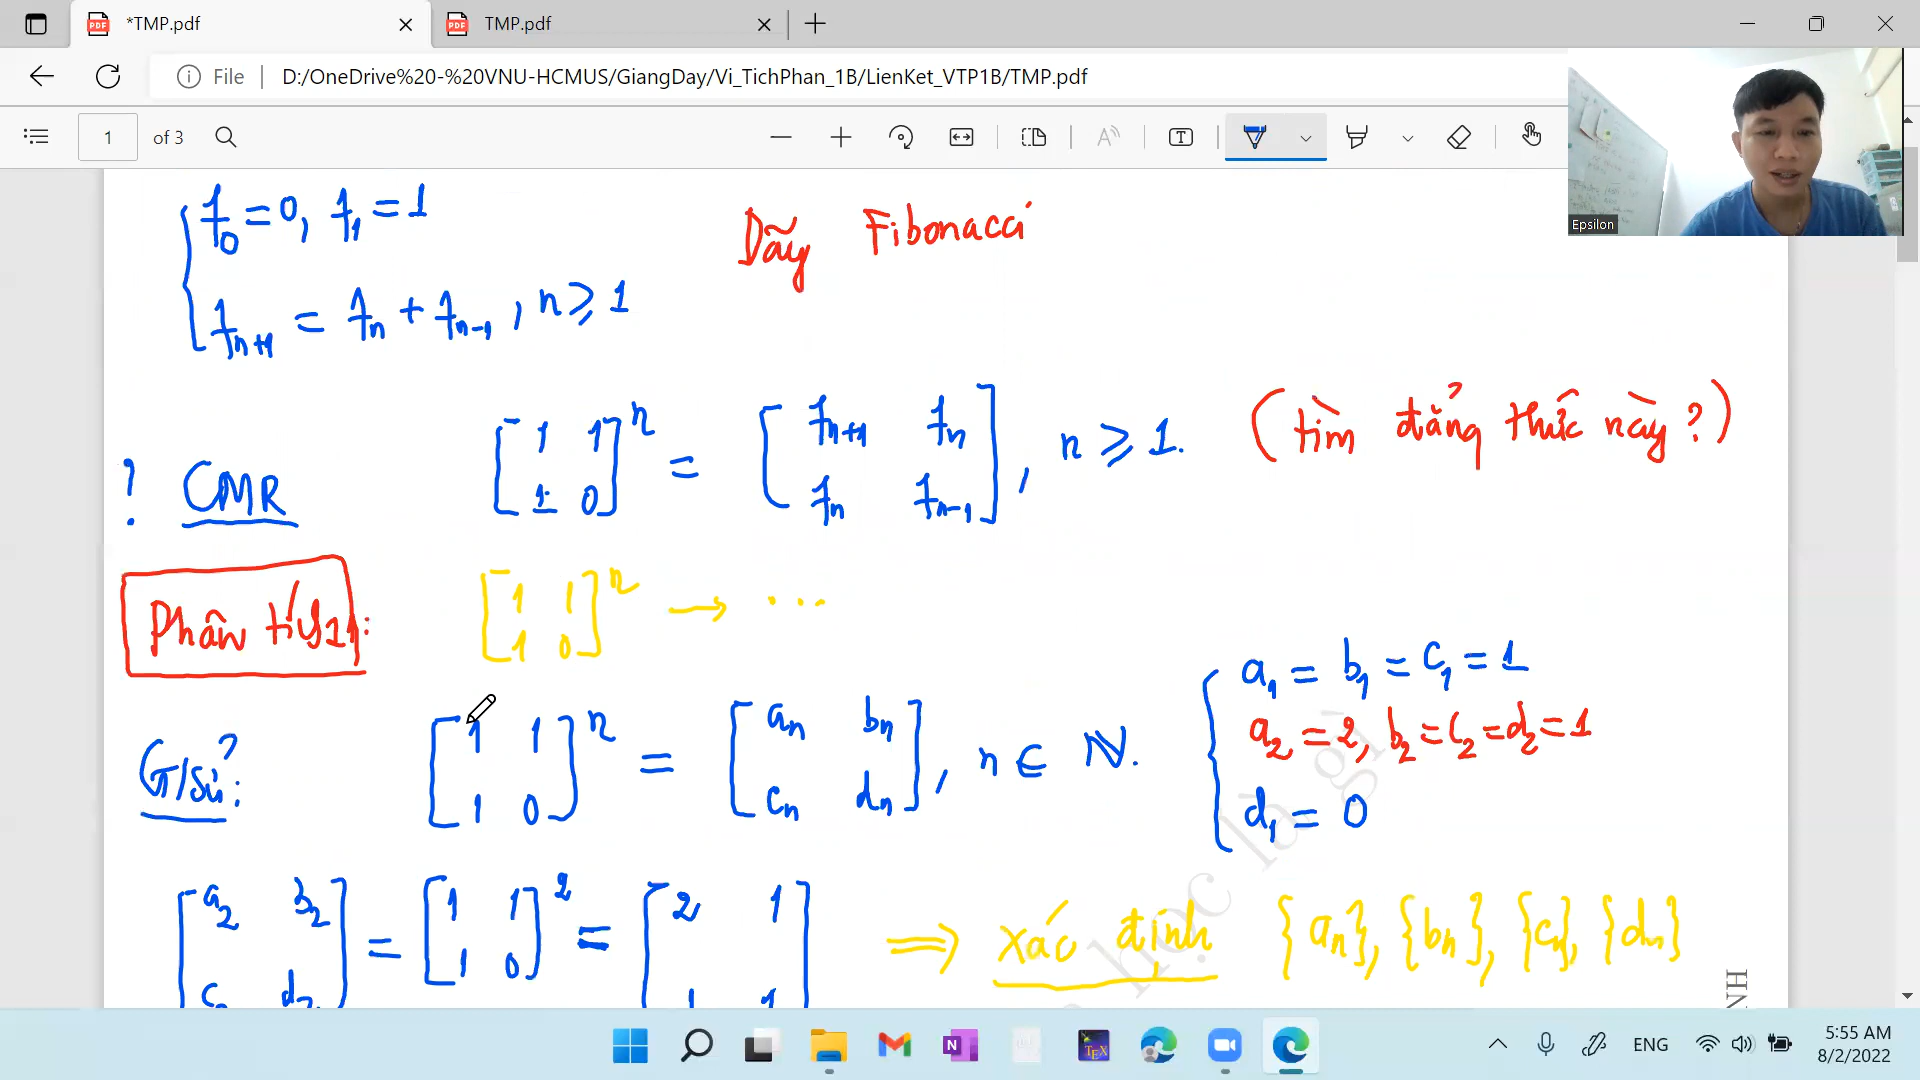 *TMP.pdf
TMP.pdf
File D:/OneDrive%20-%20VNU-HCMUS/GiangDay/Vi_TichPhan_1B/LienKet_VTP1B/TMP.pdf
1 of 3
Epsilon
f₀ = 0, f₁ = 1
Dãy Fibonacci
fₙ₊₁ = fₙ + fₙ₋₁, n ≥ 1
? CMR [1 1; 1 0]ⁿ = [fₙ₊₁ fₙ; fₙ fₙ₋₁], n ≥ 1. (tìm đẳng thức này?)
Phân tích: [1 1; 1 0]ⁿ → ...
G/sử: [1 1; 1 0]ⁿ = [aₙ bₙ; cₙ dₙ], n ∈ ℕ.
a₁ = b₁ = c₁ = 1
a₂ = 2, b₂ = c₂ = d₂ = 1
d₁ = 0
[a₂ b₂; c₂ d₂] = [1 1; 1 0]² = [2 1; 1 1] ⇒ xác định {aₙ}, {bₙ}, {cₙ}, {dₙ}
học là gì
HN
ENG
5:55 AM
8/2/2022